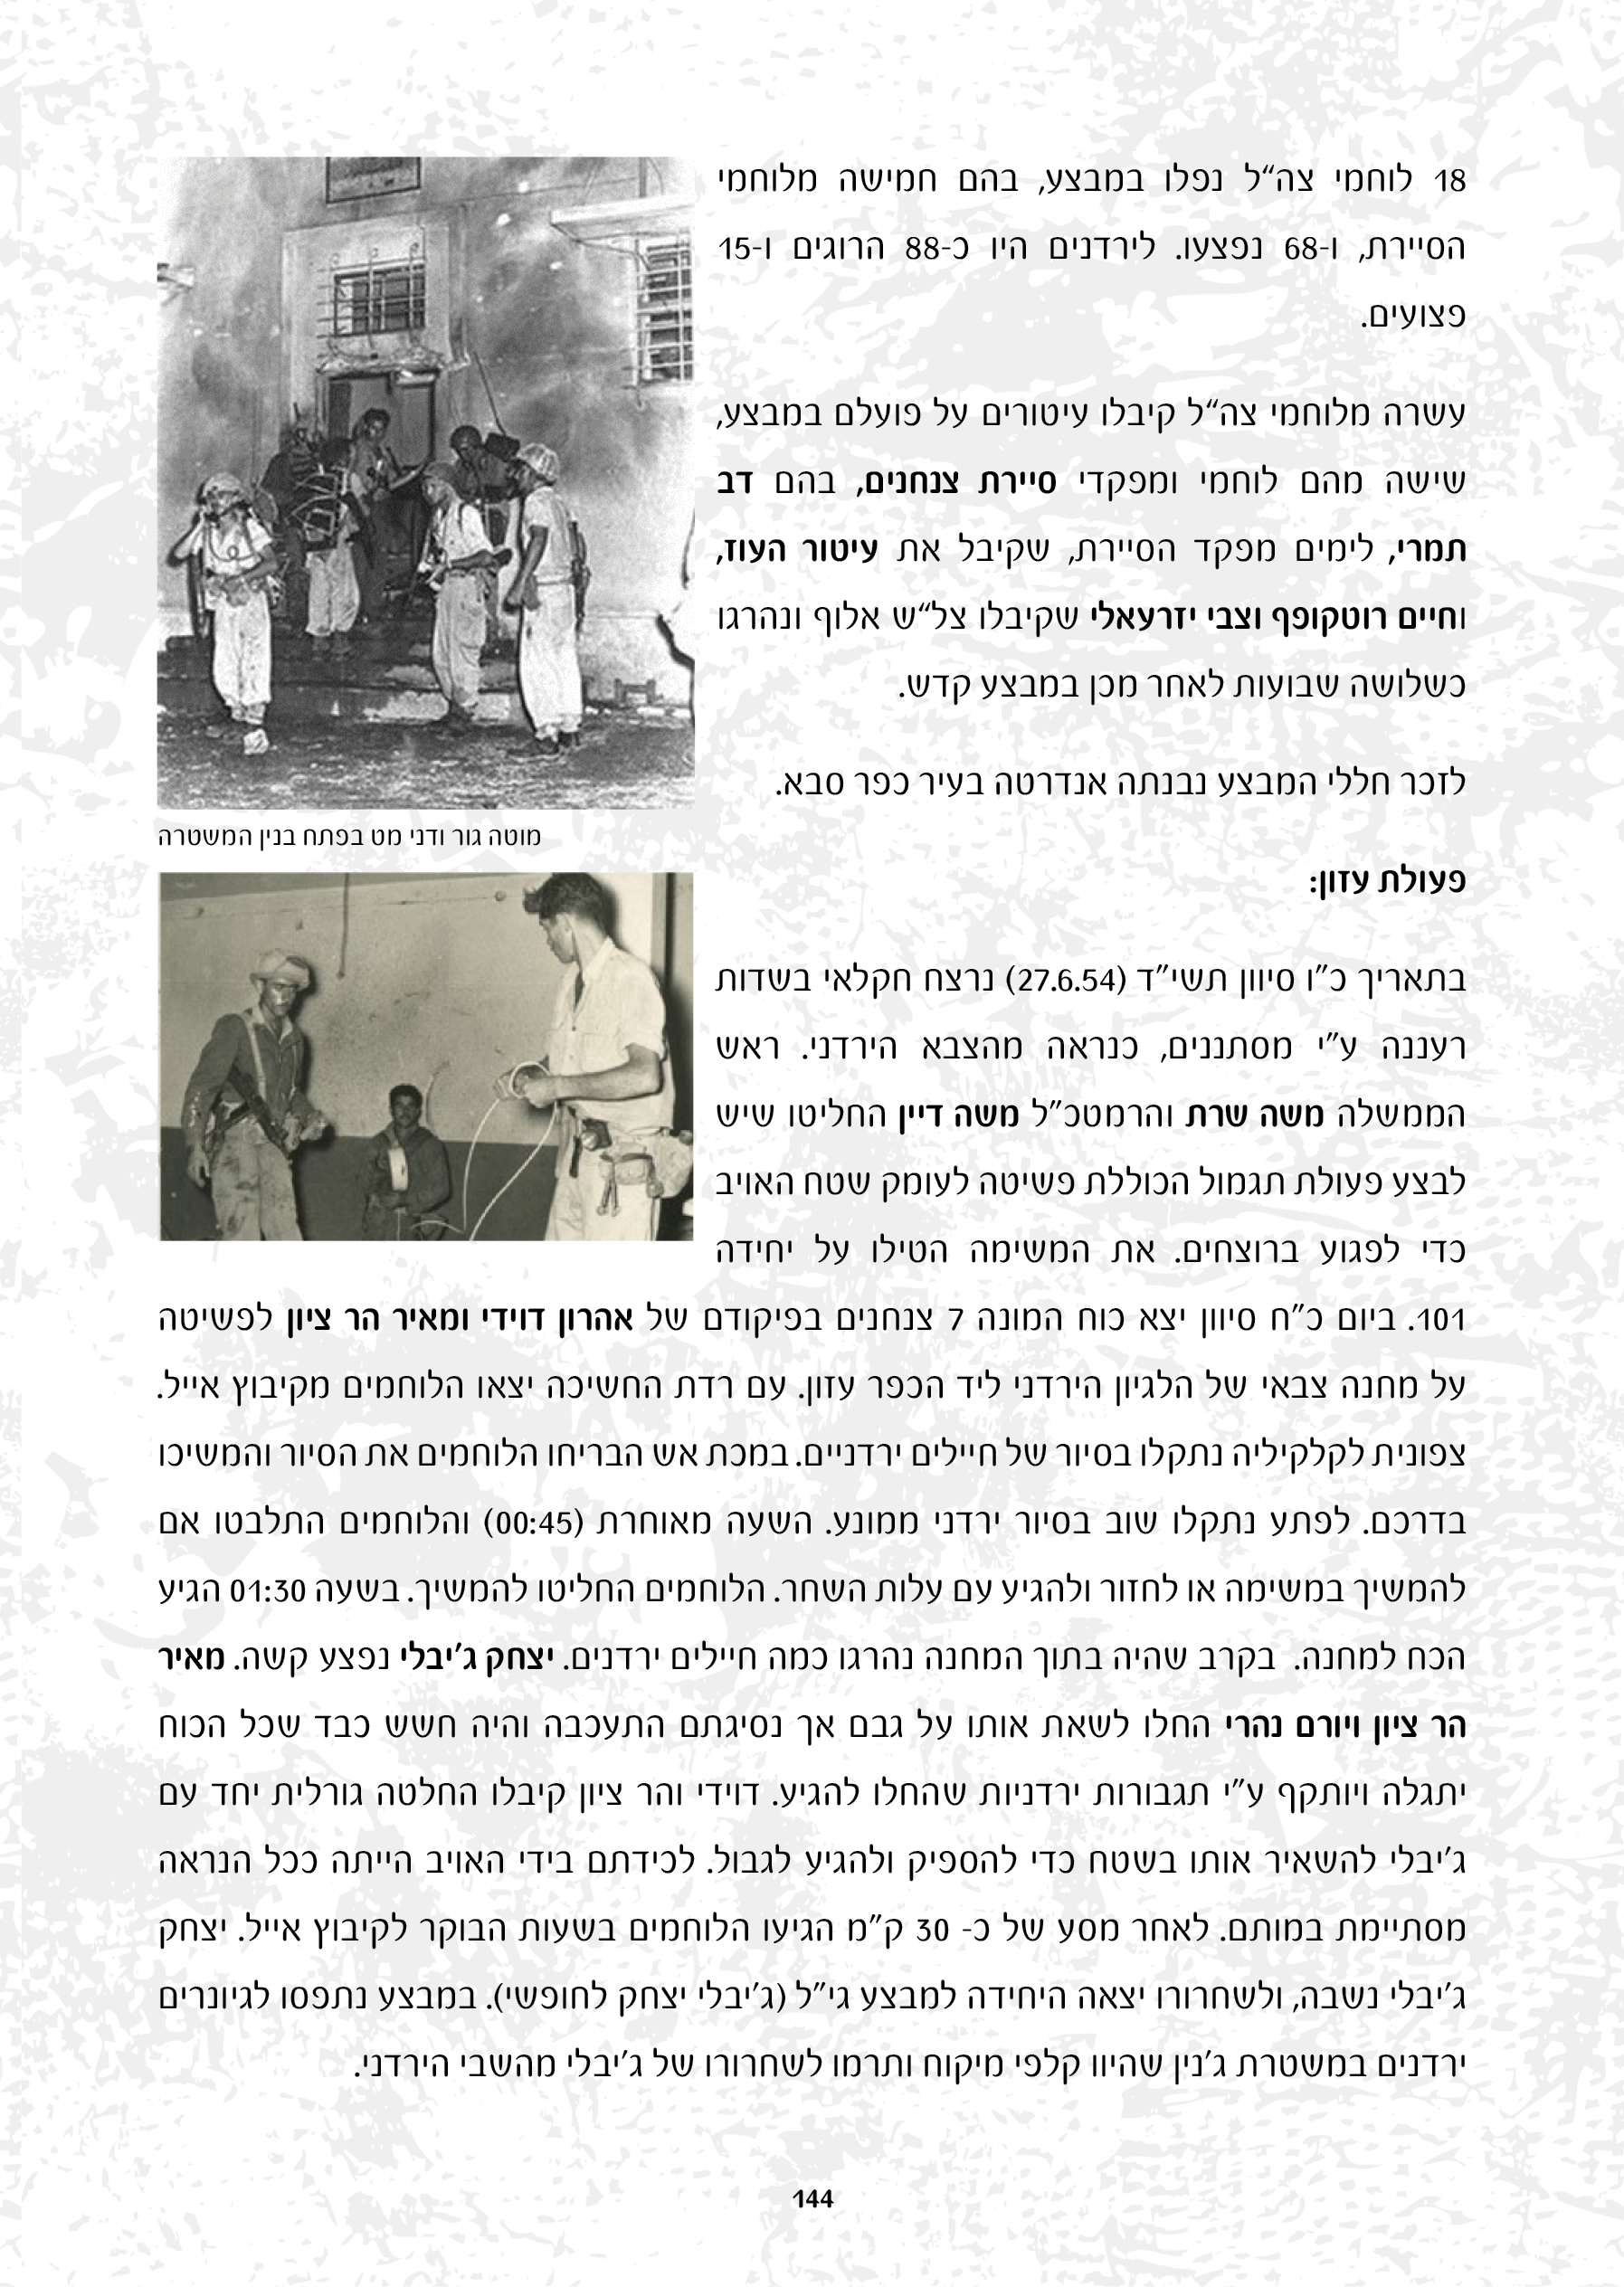 18 לוחמי צה“ל נפלו במבצע, בהם חמישה מלוחמי
הסיירת, ו-68 נפצעו. לירדנים היו כ-88 הרוגים ו-15
פצועים.
עשרה מלוחמי צה“ל קיבלו עיטורים על פועלם במבצע,
שישה מהם לוחמי ומפקדי סיירת צנחנים, בהם דב
תמרי, לימים מפקד הסיירת, שקיבל את עיטור העוז,
וחיים רוטקופף וצבי יזרעאלי שקיבלו צל“ש אלוף ונהרגו
כשלושה שבועות לאחר מכן במבצע קדש.
לזכר חללי המבצע נבנתה אנדרטה בעיר כפר סבא.
מוטה גור ודני מט בפתח בנין המשטרה
פעולת עזון:
בתאריך כ”ו סיוון תשי”ד (27.6.54) נרצח חקלאי בשדות
רעננה ע”י מסתננים, כנראה מהצבא הירדני. ראש
הממשלה משה שרת והרמטכ”ל משה דיין החליטו שיש
לבצע פעולת תגמול הכוללת פשיטה לעומק שטח האויב
כדי לפגוע ברוצחים. את המשימה הטילו על יחידה
101. ביום כ”ח סיוון יצא כוח המונה 7 צנחנים בפיקודם של אהרון דוידי ומאיר הר ציון לפשיטה
על מחנה צבאי של הלגיון הירדני ליד הכפר עזון. עם רדת החשיכה יצאו הלוחמים מקיבוץ אייל.
צפונית לקלקיליה נתקלו בסיור של חיילים ירדניים. במכת אש הבריחו הלוחמים את הסיור והמשיכו
בדרכם. לפתע נתקלו שוב בסיור ירדני ממונע. השעה מאוחרת (00:45) והלוחמים התלבטו אם
להמשיך במשימה או לחזור ולהגיע עם עלות השחר. הלוחמים החליטו להמשיך. בשעה 01:30 הגיע
הכח למחנה. בקרב שהיה בתוך המחנה נהרגו כמה חיילים ירדנים. יצחק ג’יבלי נפצע קשה. מאיר
הר ציון ויורם נהרי החלו לשאת אותו על גבם אך נסיגתם התעכבה והיה חשש כבד שכל הכוח
יתגלה ויותקף ע”י תגבורות ירדניות שהחלו להגיע. דוידי והר ציון קיבלו החלטה גורלית יחד עם
ג’יבלי להשאיר אותו בשטח כדי להספיק ולהגיע לגבול. לכידתם בידי האויב הייתה ככל הנראה
מסתיימת במותם. לאחר מסע של כ- 30 ק”מ הגיעו הלוחמים בשעות הבוקר לקיבוץ אייל. יצחק
ג’יבלי נשבה, ולשחרורו יצאה היחידה למבצע גי”ל (ג’יבלי יצחק לחופשי). במבצע נתפסו לגיונרים
ירדנים במשטרת ג’נין שהיוו קלפי מיקוח ותרמו לשחרורו של ג’יבלי מהשבי הירדני.
144